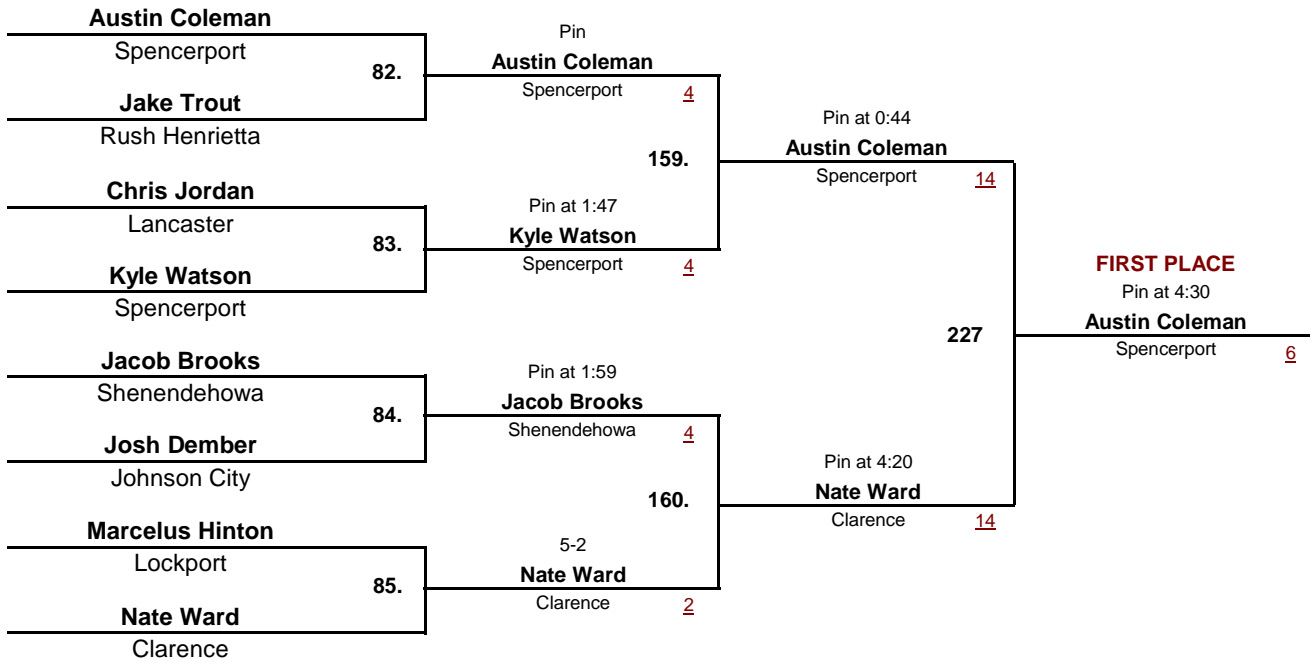 Austin Coleman
Spencerport
82.
Jake Trout
Rush Henrietta
Chris Jordan
Lancaster
83.
Kyle Watson
Spencerport
Jacob Brooks
Shenendehowa
84.
Josh Dember
Johnson City
Marcelus Hinton
Lockport
85.
Nate Ward
Clarence
Pin
Austin Coleman
Spencerport 4
159.
Pin at 1:47
Kyle Watson
Spencerport 4
Pin at 1:59
Jacob Brooks
Shenendehowa 4
160.
5-2
Nate Ward
Clarence 2
Pin at 0:44
Austin Coleman
Spencerport 14
227
Pin at 4:20
Nate Ward
Clarence 14
FIRST PLACE
Pin at 4:30
Austin Coleman
Spencerport 6